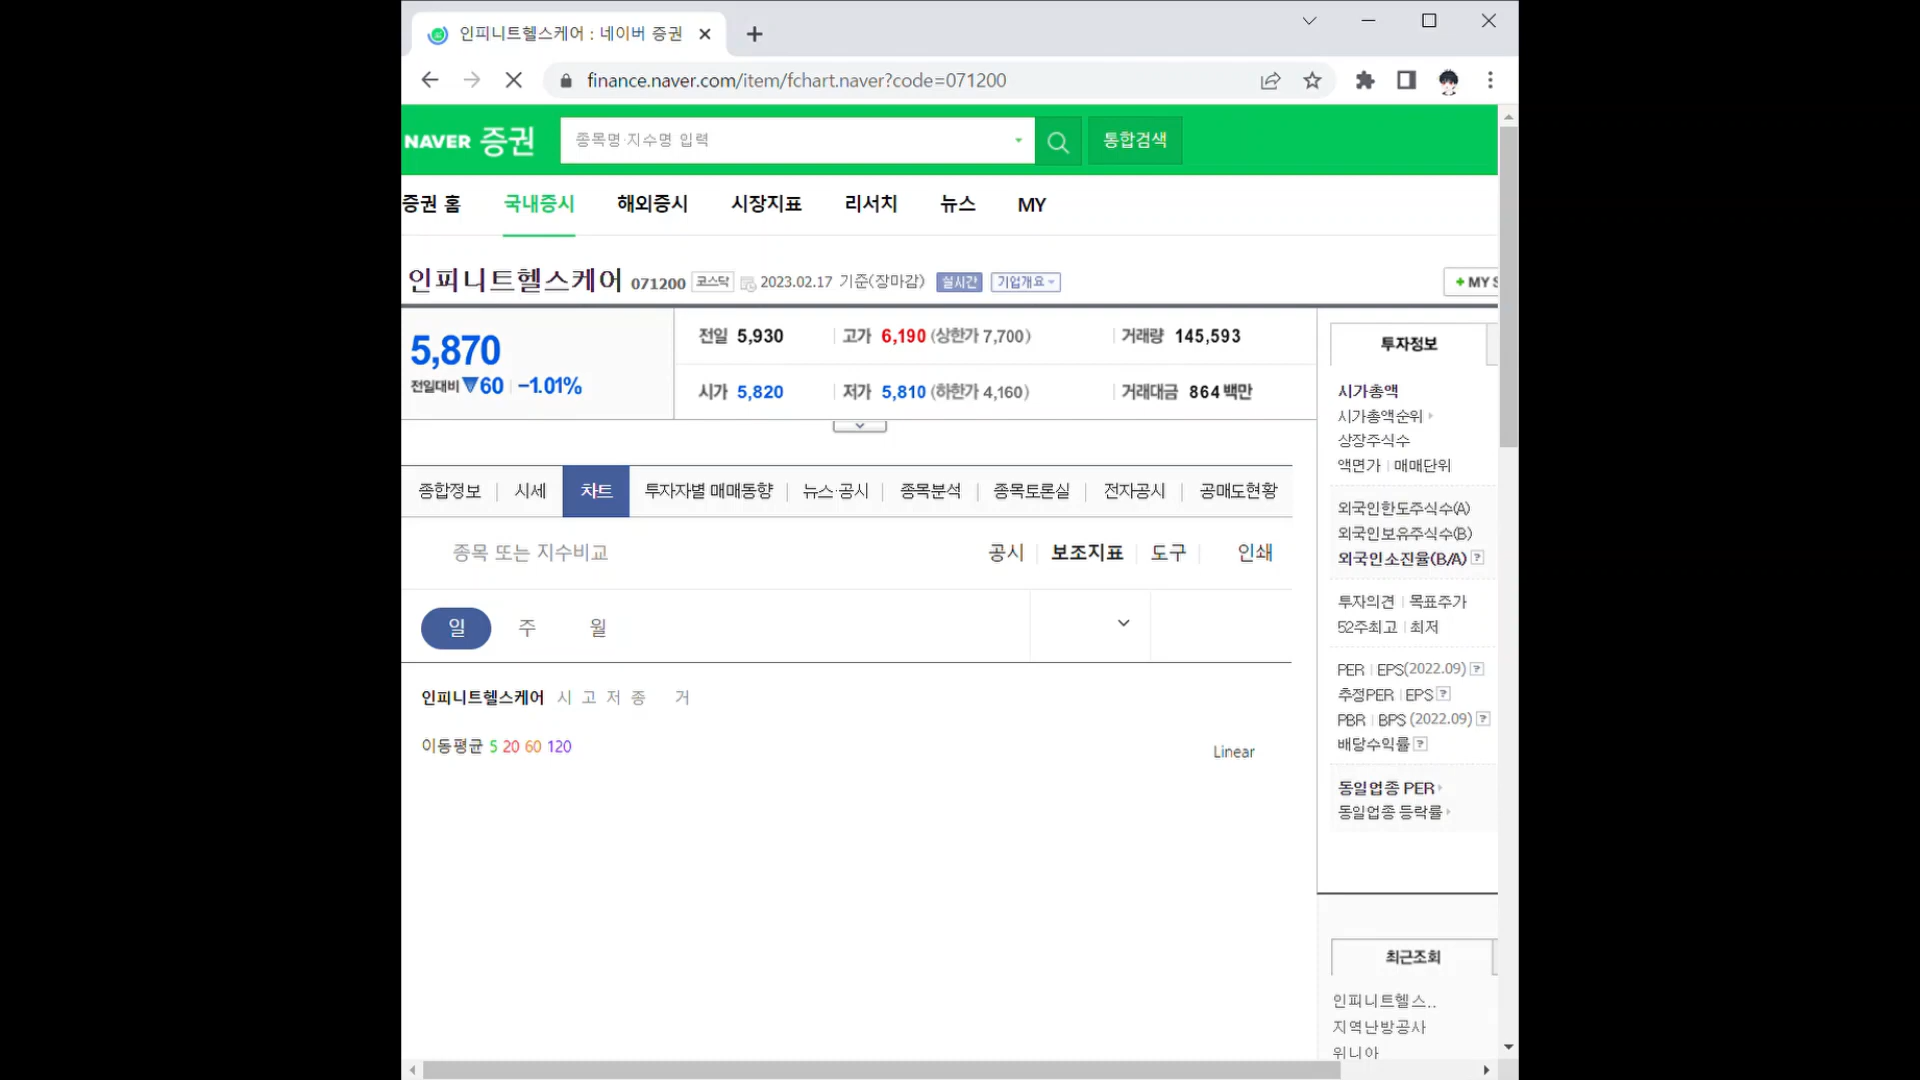 인피니트헬스케어 : 네이버 증권
finance.naver.com/item/fchart.naver?code=071200
NAVER 증권 종목명·지수명 입력 통합검색
증권 홈 국내증시 해외증시 시장지표 리서치 뉴스 MY
인피니트헬스케어 071200 코스닥 2023.02.17 기준(장마감) 실시간 기업개요 + MY S
5,870
전일대비 ▼60 | -1.01%
전일 5,930 고가 6,190 (상한가 7,700) 거래량 145,593
시가 5,820 저가 5,810 (하한가 4,160) 거래대금 864 백만
종합정보 시세 차트 투자자별 매매동향 뉴스·공시 종목분석 종목토론실 전자공시 공매도현황
종목 또는 지수비교 공시 보조지표 도구 인쇄
일 주 월
인피니트헬스케어 시 고 저 종 거
이동평균 5 20 60 120
Linear
투자정보
시가총액
시가총액순위
상장주식수
액면가 | 매매단위
외국인한도주식수(A)
외국인보유주식수(B)
외국인소진율(B/A) ?
투자의견 | 목표주가
52주최고 | 최저
PER | EPS(2022.09) ?
추정PER | EPS ?
PBR | BPS (2022.09) ?
배당수익률 ?
동일업종 PER
동일업종 등락률
최근조회
인피니트헬스..
지역난방공사
위니아